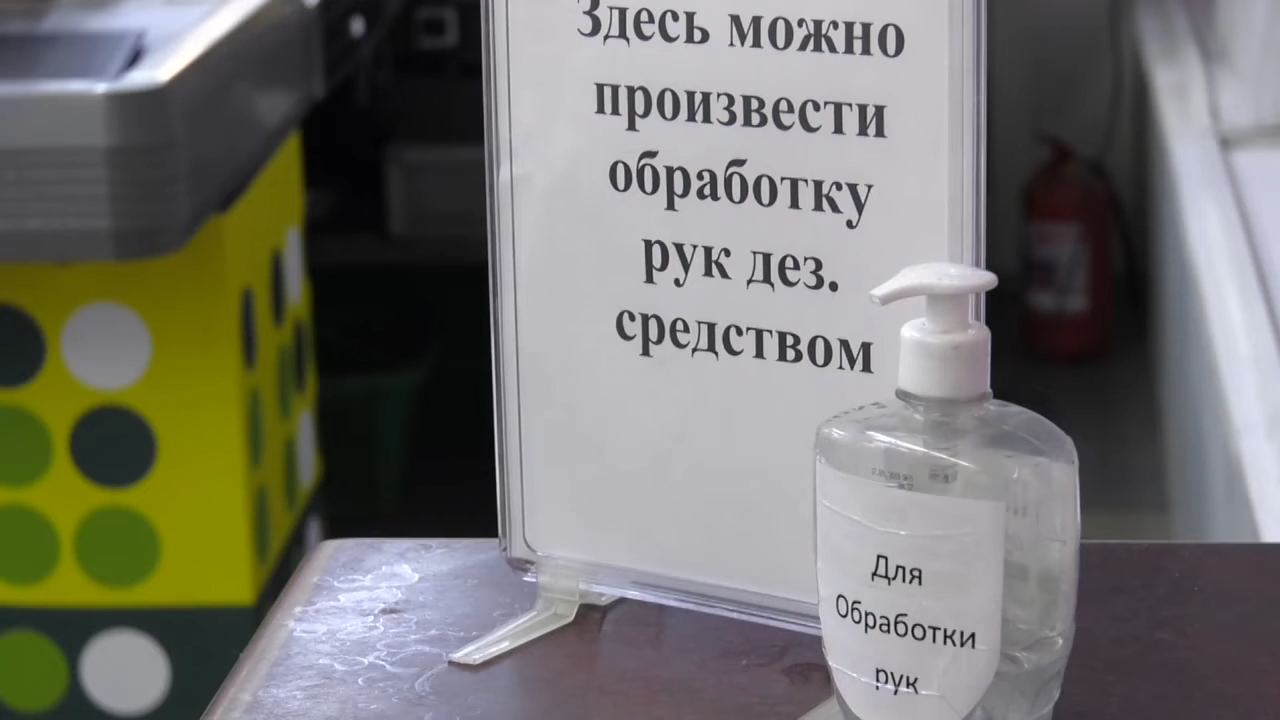 Здесь можно
произвести
обработку
рук дез.
средством
Для
Обработки
рук